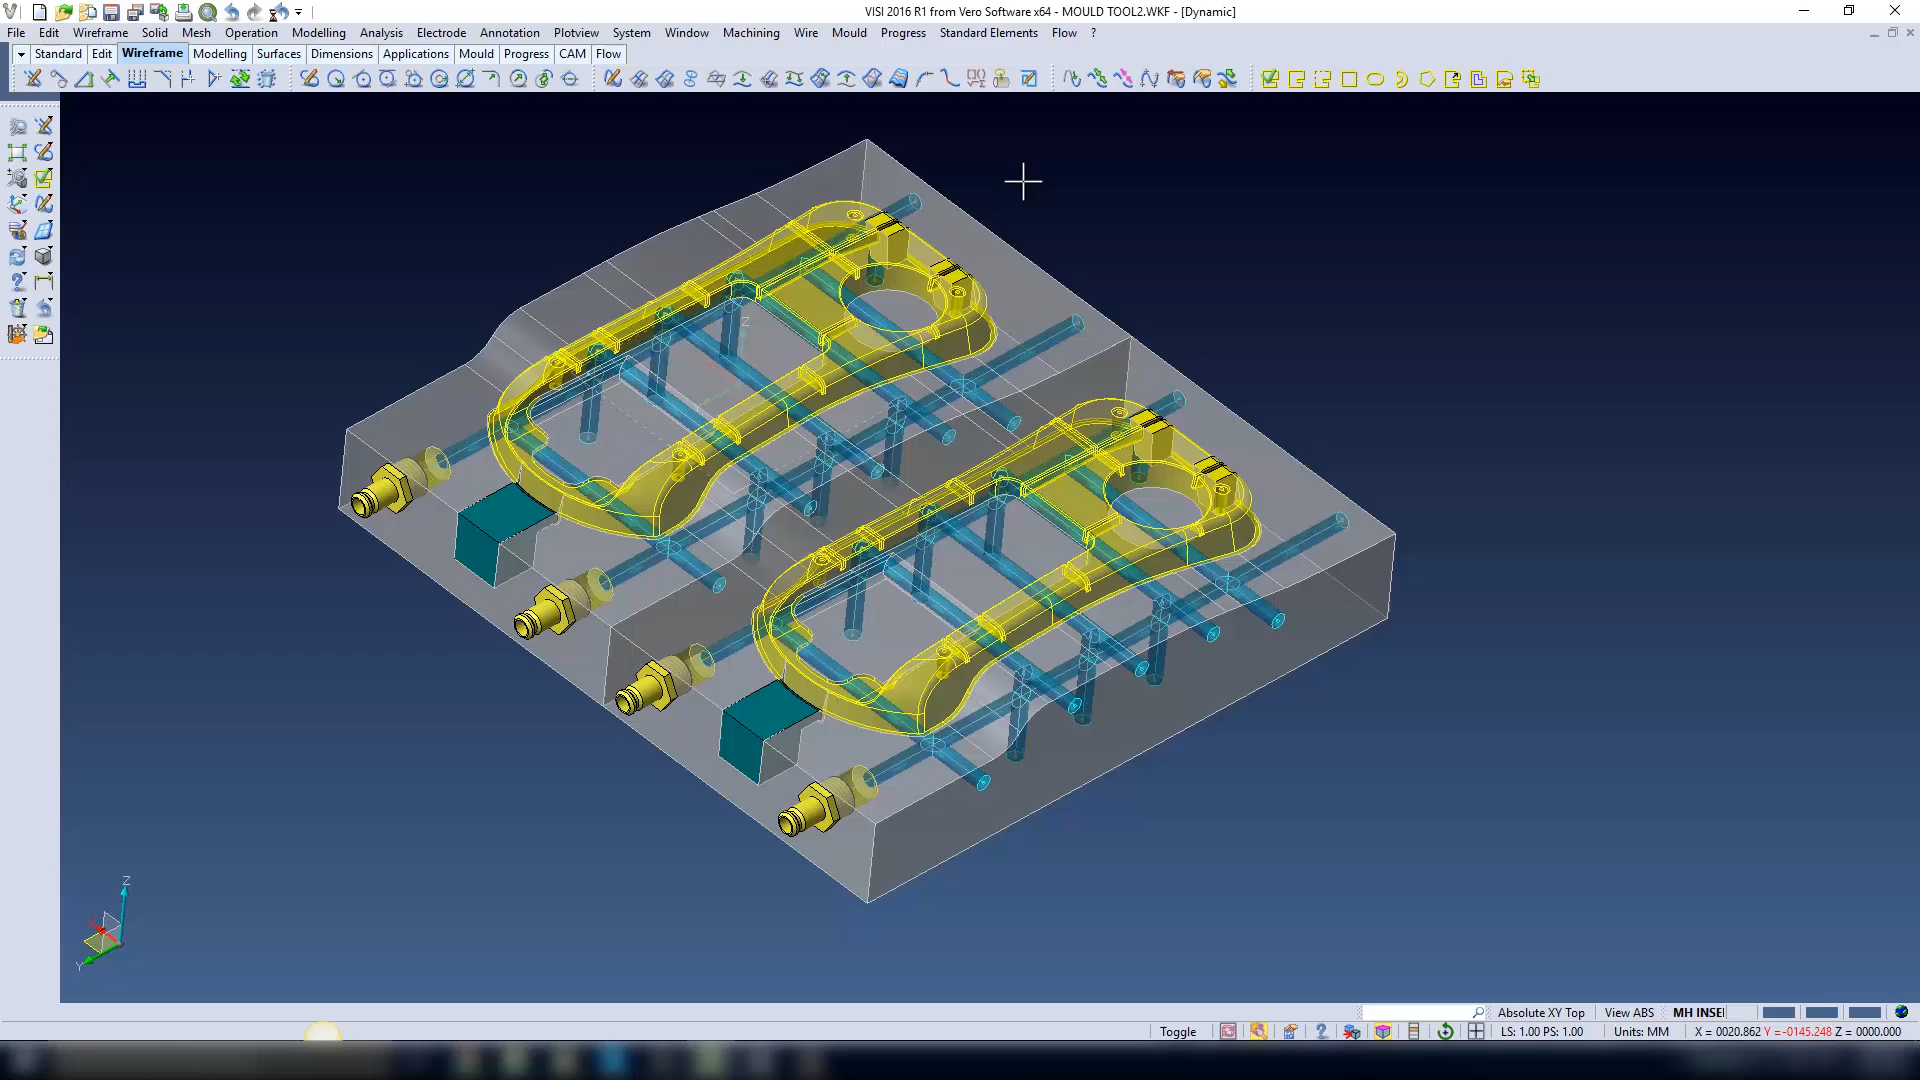 VISI 2016 R1 from Vero Software x64 - MOULD TOOL2.WKF - [Dynamic]
File Edit Wireframe Solid Mesh Operation Modelling Analysis Electrode Annotation Plotview System Window Machining Wire Mould Progress Standard Elements Flow ?
Standard Edit Wireframe Modelling Surfaces Dimensions Applications Mould Progress CAM Flow
Z
Z
Y
Absolute XY Top View ABS MH INSEI
Toggle LS: 1.00 PS: 1.00 Units: MM X = 0020.862 Y = -0145.248 Z = 0000.000